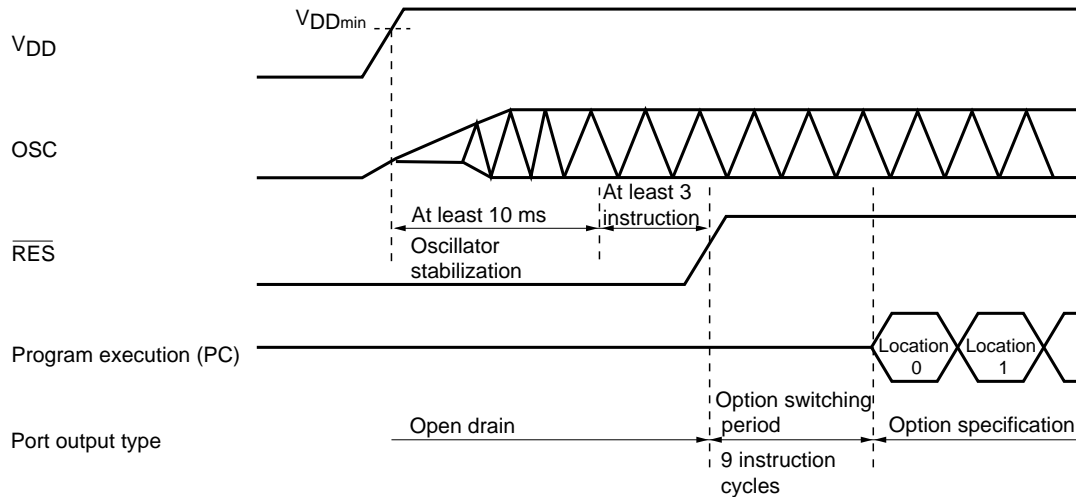 VDDmin
VDD
OSC
At least 3
instruction
At least 10 ms
Oscillator
stabilization
RES
Program execution (PC)
Location
0
Location
1
Option switching
period
Port output type
Open drain
Option specification
9 instruction
cycles